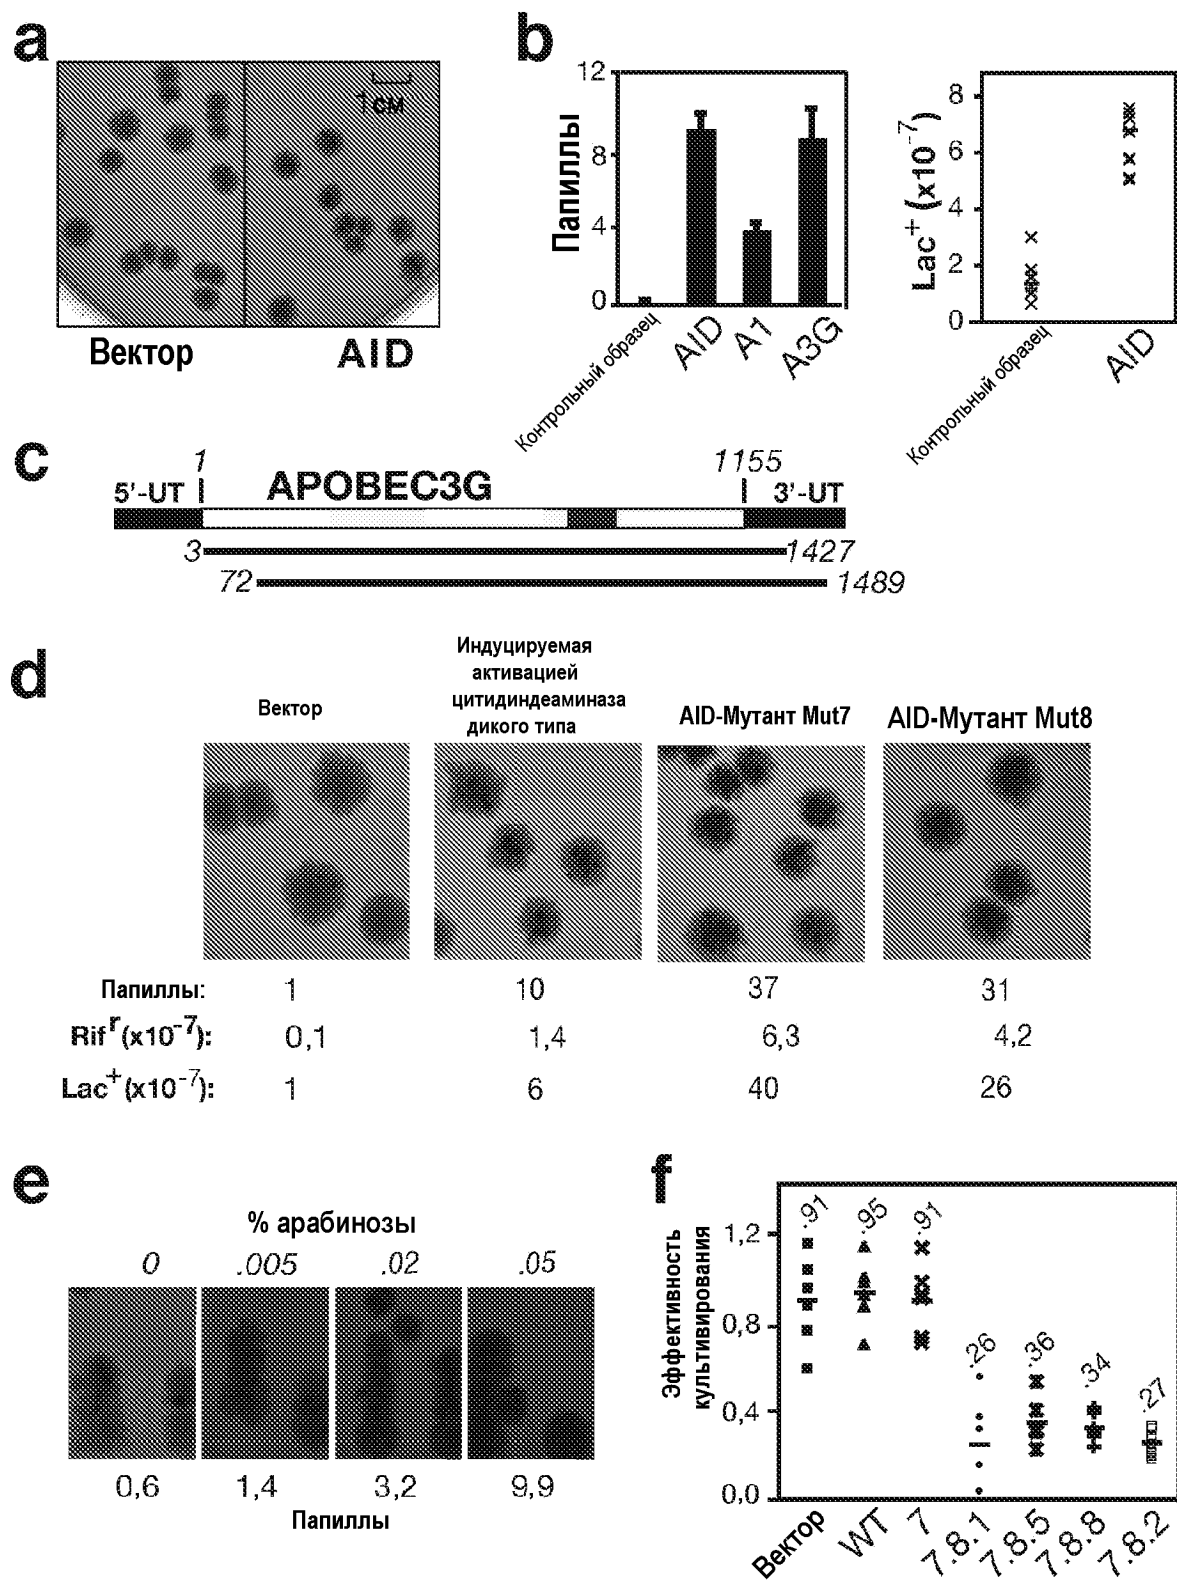 a
1см
Вектор
AID
b
Папиллы
12
8
4
0
Контрольный образец
AID
A1
A3G
Lac+ (x10-7)
8
6
4
2
0
Контрольный образец
AID
c
1
1155
5'-UT
APOBEC3G
3'-UT
3
1427
72
1489
d
Вектор
Индуцируемая
активацией
цитидиндеаминаза
дикого типа
AID-Мутант Mut7
AID-Мутант Mut8
Папиллы: 1 10 37 31
Rif r (x10-7): 0,1 1,4 6,3 4,2
Lac+(x10-7): 1 6 40 26
e
% арабинозы
0 .005 .02 .05
0,6 1,4 3,2 9,9
Папиллы
f
Эффективность
культивирования
1,2
0,8
0,4
0,0
.91
.95
.91
.26
.36
.34
.27
Вектор
WT
7
7.8.1
7.8.5
7.8.8
7.8.2